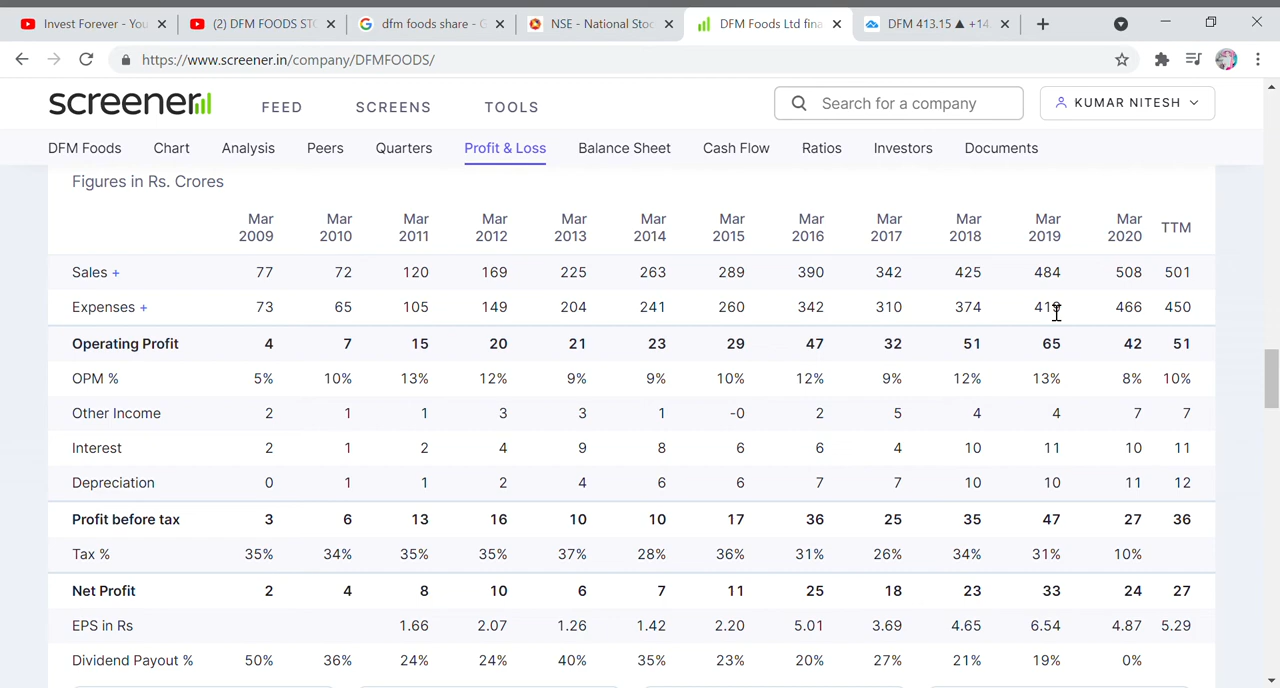 Invest Forever - You
(2) DFM FOODS STO
dfm foods share - G
NSE - National Stoc
DFM Foods Ltd fina
DFM 413.15 ▲ +14.
https://www.screener.in/company/DFMFOODS/
screener
FEED SCREENS TOOLS
Search for a company
KUMAR NITESH
DFM Foods Chart Analysis Peers Quarters Profit & Loss Balance Sheet Cash Flow Ratios Investors Documents
Figures in Rs. Crores
Mar 2009 Mar 2010 Mar 2011 Mar 2012 Mar 2013 Mar 2014 Mar 2015 Mar 2016 Mar 2017 Mar 2018 Mar 2019 Mar 2020 TTM
Sales + 77 72 120 169 225 263 289 390 342 425 484 508 501
Expenses + 73 65 105 149 204 241 260 342 310 374 419 466 450
Operating Profit 4 7 15 20 21 23 29 47 32 51 65 42 51
OPM % 5% 10% 13% 12% 9% 9% 10% 12% 9% 12% 13% 8% 10%
Other Income 2 1 1 3 3 1 -0 2 5 4 4 7 7
Interest 2 1 2 4 9 8 6 6 4 10 11 10 11
Depreciation 0 1 1 2 4 6 6 7 7 10 10 11 12
Profit before tax 3 6 13 16 10 10 17 36 25 35 47 27 36
Tax % 35% 34% 35% 35% 37% 28% 36% 31% 26% 34% 31% 10%
Net Profit 2 4 8 10 6 7 11 25 18 23 33 24 27
EPS in Rs 1.66 2.07 1.26 1.42 2.20 5.01 3.69 4.65 6.54 4.87 5.29
Dividend Payout % 50% 36% 24% 24% 40% 35% 23% 20% 27% 21% 19% 0%